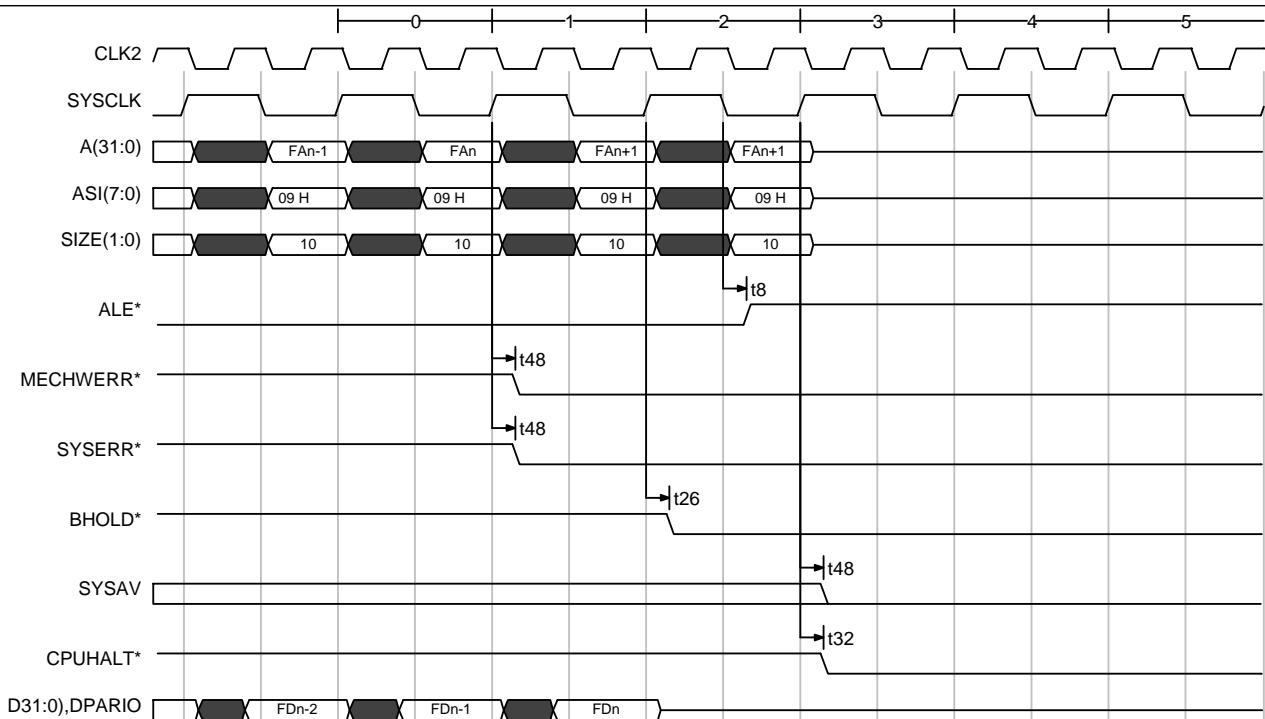 0 1 2 3 4 5
CLK2
SYSCLK
A(31:0) FAn-1 FAn FAn+1 FAn+1
ASI(7:0) 09 H 09 H 09 H 09 H
SIZE(1:0) 10 10 10 10
t8
ALE*
t48
MECHWERR*
t48
SYSERR*
t26
BHOLD*
t48
SYSAV
t32
CPUHALT*
D31:0),DPARIO FDn-2 FDn-1 FDn